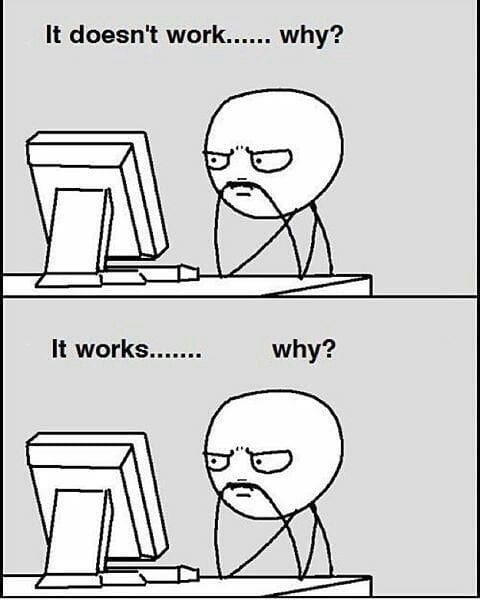 It doesn't work...... why?
It works....... why?